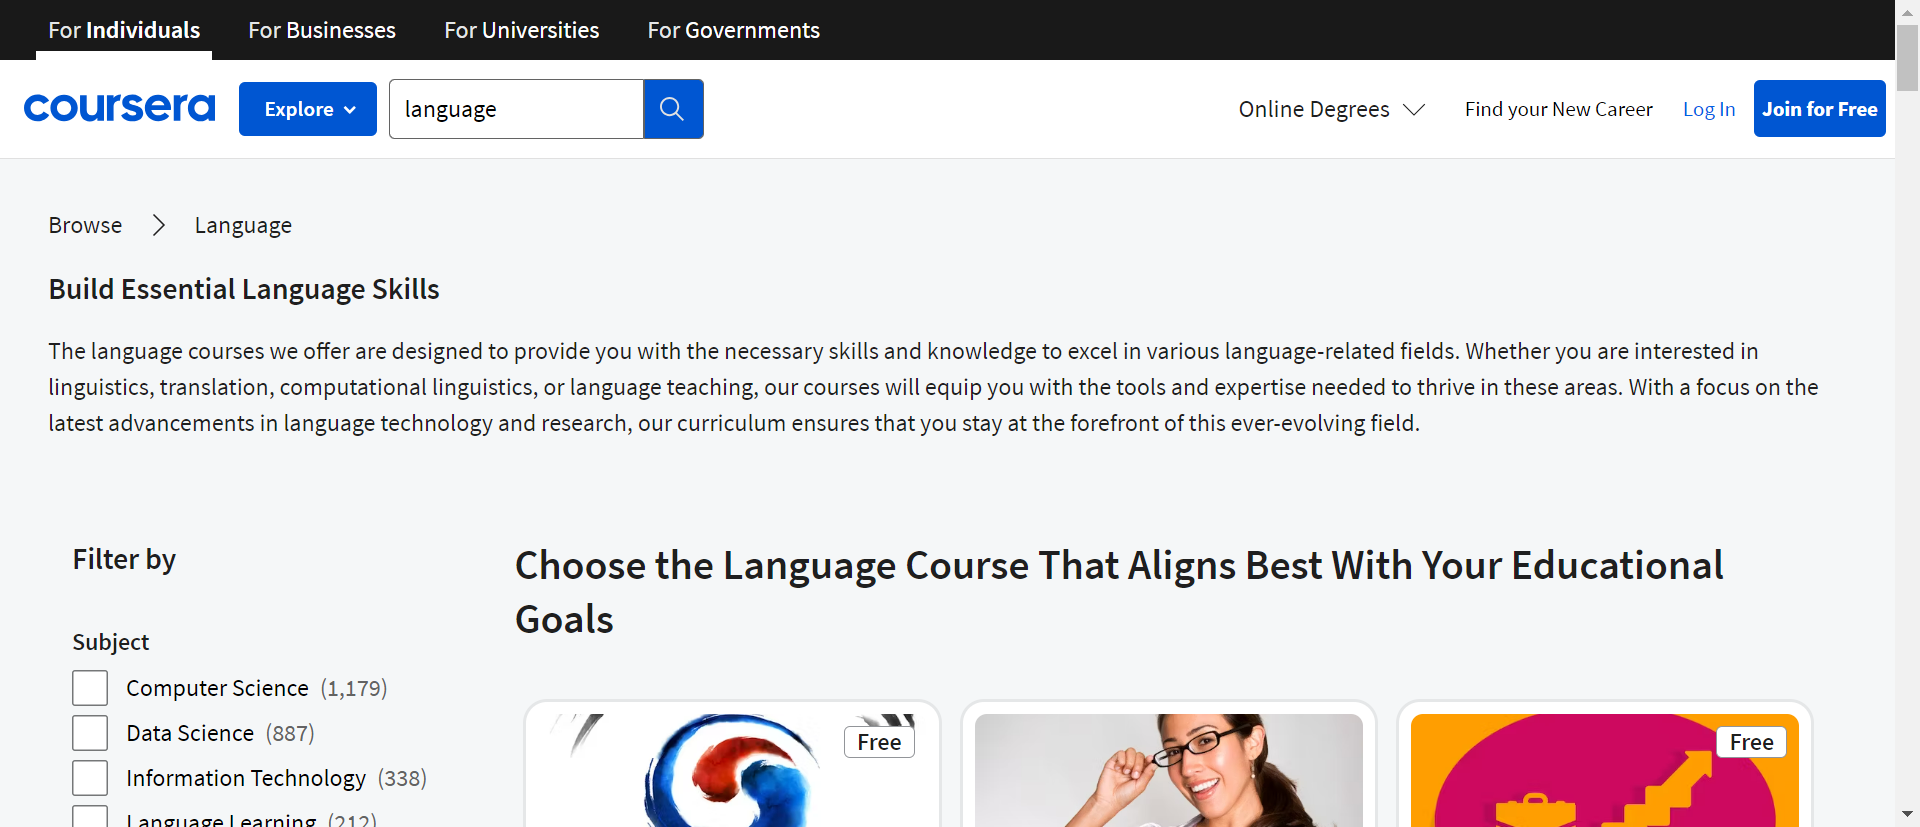 For Individuals
For Businesses
For Universities
For Governments
coursera
Explore
language
Online Degrees
Find your New Career
Log In
Join for Free
Browse
Language
Build Essential Language Skills
The language courses we offer are designed to provide you with the necessary skills and knowledge to excel in various language-related fields. Whether you are interested in
linguistics, translation, computational linguistics, or language teaching, our courses will equip you with the tools and expertise needed to thrive in these areas. With a focus on the
latest advancements in language technology and research, our curriculum ensures that you stay at the forefront of this ever-evolving field.
Filter by
Subject
Computer Science (1,179)
Data Science (887)
Information Technology (338)
Language Learning (212)
Choose the Language Course That Aligns Best With Your Educational
Goals
Free
Free